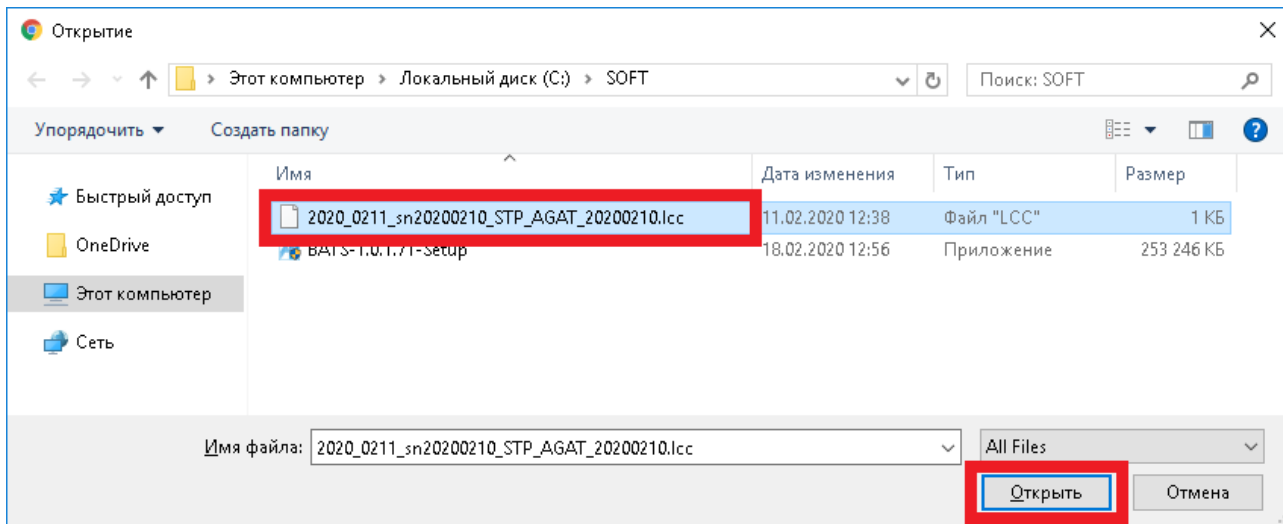 Открытие
Этот компьютер > Локальный диск (C:) > SOFT
Поиск: SOFT
Упорядочить
Создать папку
Имя
Дата изменения
Тип
Размер
Быстрый доступ
OneDrive
Этот компьютер
Сеть
2020_0211_sn20200210_STP_AGAT_20200210.lcc
11.02.2020 12:38
Файл "LCC"
1 КБ
BATS-1.0.1.71-Setup
18.02.2020 12:56
Приложение
253 246 КБ
Имя файла:
2020_0211_sn20200210_STP_AGAT_20200210.lcc
All Files
Открыть
Отмена